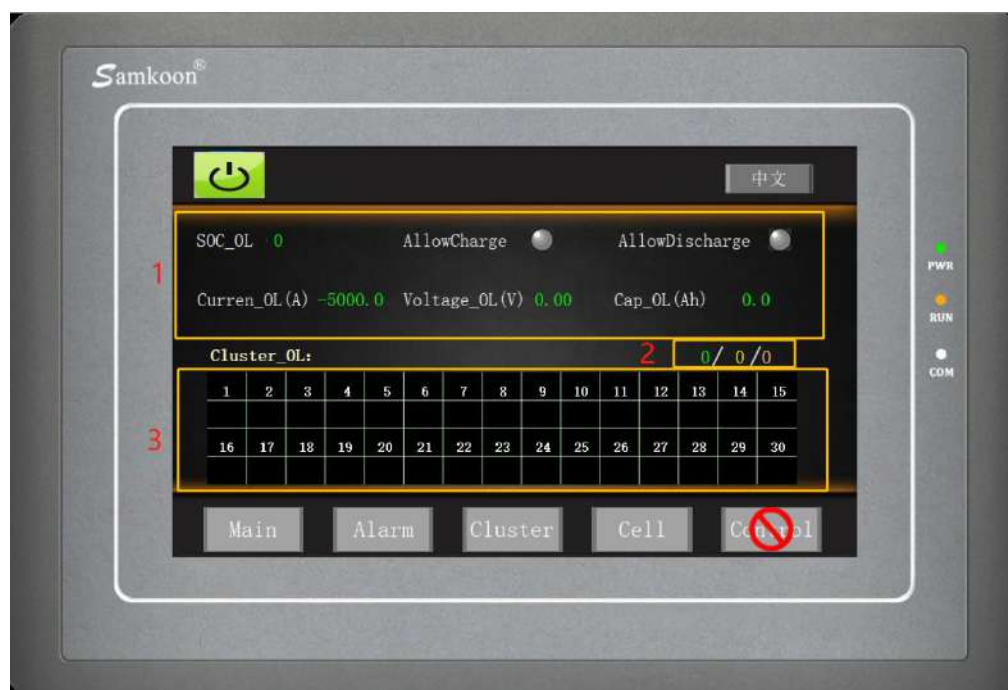 Samkoon®
中文
SOC_OL 0 AllowCharge AllowDischarge
1
PWR
Curren_OL(A) -5000.0 Voltage_OL(V) 0.00 Cap_OL(Ah) 0.0
RUN
Cluster_OL: 2 0/ 0 /0
COM
1 2 3 4 5 6 7 8 9 10 11 12 13 14 15
3
16 17 18 19 20 21 22 23 24 25 26 27 28 29 30
Main Alarm Cluster Cell Control